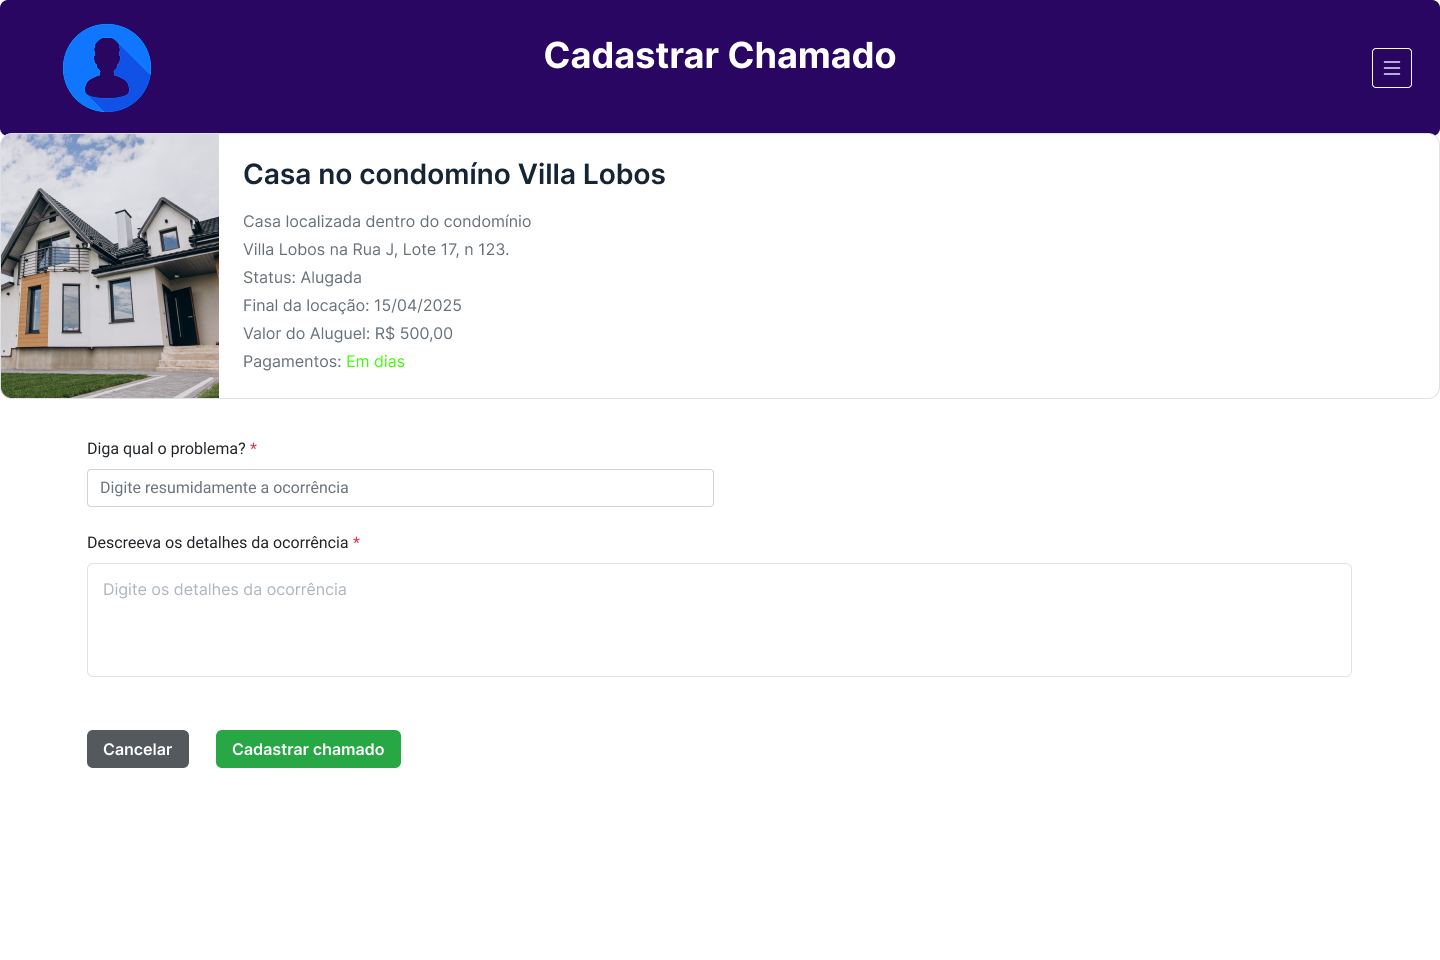 Cadastrar Chamado
Casa no condomíno Villa Lobos
Casa localizada dentro do condomínio
Villa Lobos na Rua J, Lote 17, n 123.
Status: Alugada
Final da locação: 15/04/2025
Valor do Aluguel: R$ 500,00
Pagamentos: Em dias
Diga qual o problema? *
Digite resumidamente a ocorrência
Descreeva os detalhes da ocorrência *
Digite os detalhes da ocorrência
Cancelar
Cadastrar chamado